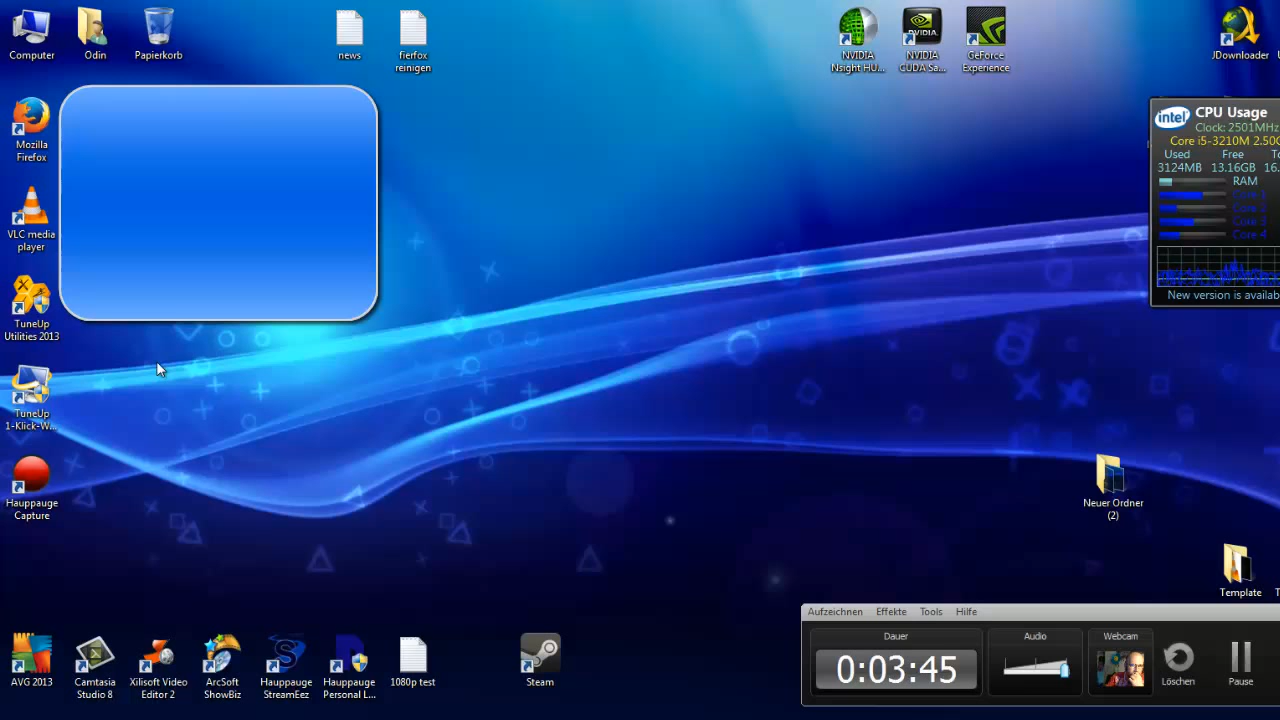 Computer
Odin
Papierkorb
news
fierfox
reinigen
NVIDIA
Nsight HU...
NVIDIA.
NVIDIA
CUDA Sa...
GeForce
Experience
JDownloader
Mozilla
Firefox
VLC media
player
TuneUp
Utilities 2013
TuneUp
1-Klick-W...
Hauppauge
Capture
intel
CPU Usage
Clock: 2501MHz
Core i5-3210M 2.50G
Used Free To
3124MB 13.16GB 16.
RAM
Core 1
Core 2
Core 3
Core 4
New version is availab
Neuer Ordner
(2)
Template
AVG 2013
Camtasia
Studio 8
Xilisoft Video
Editor 2
ArcSoft
ShowBiz
Hauppauge
StreamEez
Hauppauge
Personal L...
1080p test
Steam
Aufzeichnen Effekte Tools Hilfe
Dauer
0:03:45
Audio
Webcam
Löschen
Pause